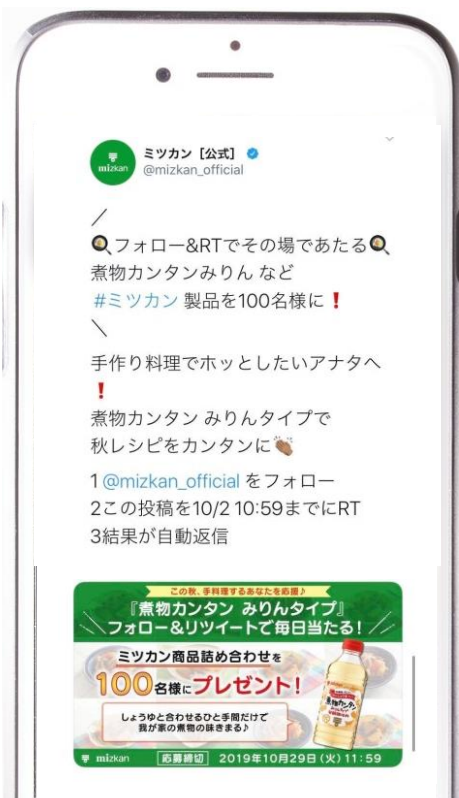 mizkan
ミツカン [公式]
@mizkan_official
／
フォロー&RTでその場であたる
煮物カンタンみりん など
#ミツカン 製品を100名様に❗
＼
手作り料理でホッとしたいアナタへ
❗
煮物カンタン みりんタイプで
秋レシピをカンタンに👏🏽
1 @mizkan_official をフォロー
2この投稿を10/2 10:59までにRT
3結果が自動返信
この秋、手料理するあなたを応援♪
『煮物カンタン みりんタイプ』
＼フォロー&リツイートで毎日当たる！／
ミツカン商品詰め合わせを
100名様にプレゼント！
しょうゆと合わせるひと手間だけで
我が家の煮物の味きまる♪
煮物カンタン
mizkan 応募締切 2019年10月29日(火)11:59